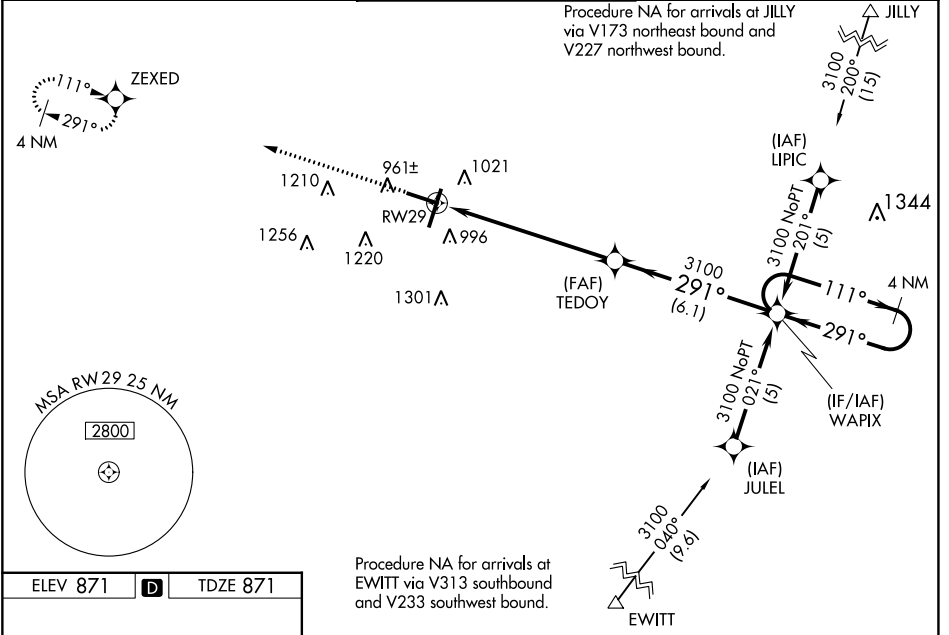 Procedure NA for arrivals at JILLY
via V173 northeast bound and
V227 northwest bound.
JILLY
3100
200°
(15)
ZEXED
111°
291°
4 NM
(IAF)
LIPIC
1344
961±
1021
1210
RW29
996
1256
1220
1301
3100 NoPT
201°
(5)
(FAF)
TEDOY
3100
291°
(6.1)
111°
4 NM
291°
(IF/IAF)
WAPIX
3100 NoPT
021°
(5)
(IAF)
JULEL
MSA RW 29 25 NM
2800
3100
040°
(9.6)
EWITT
Procedure NA for arrivals at
EWITT via V313 southbound
and V233 southwest bound.
ELEV 871 D TDZE 871